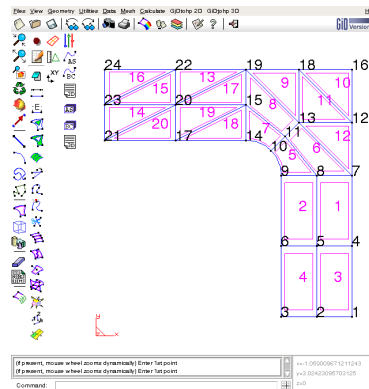 Files View Geometry Utilities Data Mesh Calculate GiDtohp 2D GiDtohp 3D H
GiD Version
24 22 19 18 16
16 13 9 10
15 17 8 11
23 20 15 13 12
14 19 7 11 12
20 18 10 5 6
21 17 14 9 8 7
2 1
6 5 4
4 3
3 2 1
y
x
(if present, mouse wheel zooms dynamically) Enter 1st point
(if present, mouse wheel zooms dynamically) Enter 1st point
x=-1.059009671211243
y=3.02423095703125
z=0
Command: